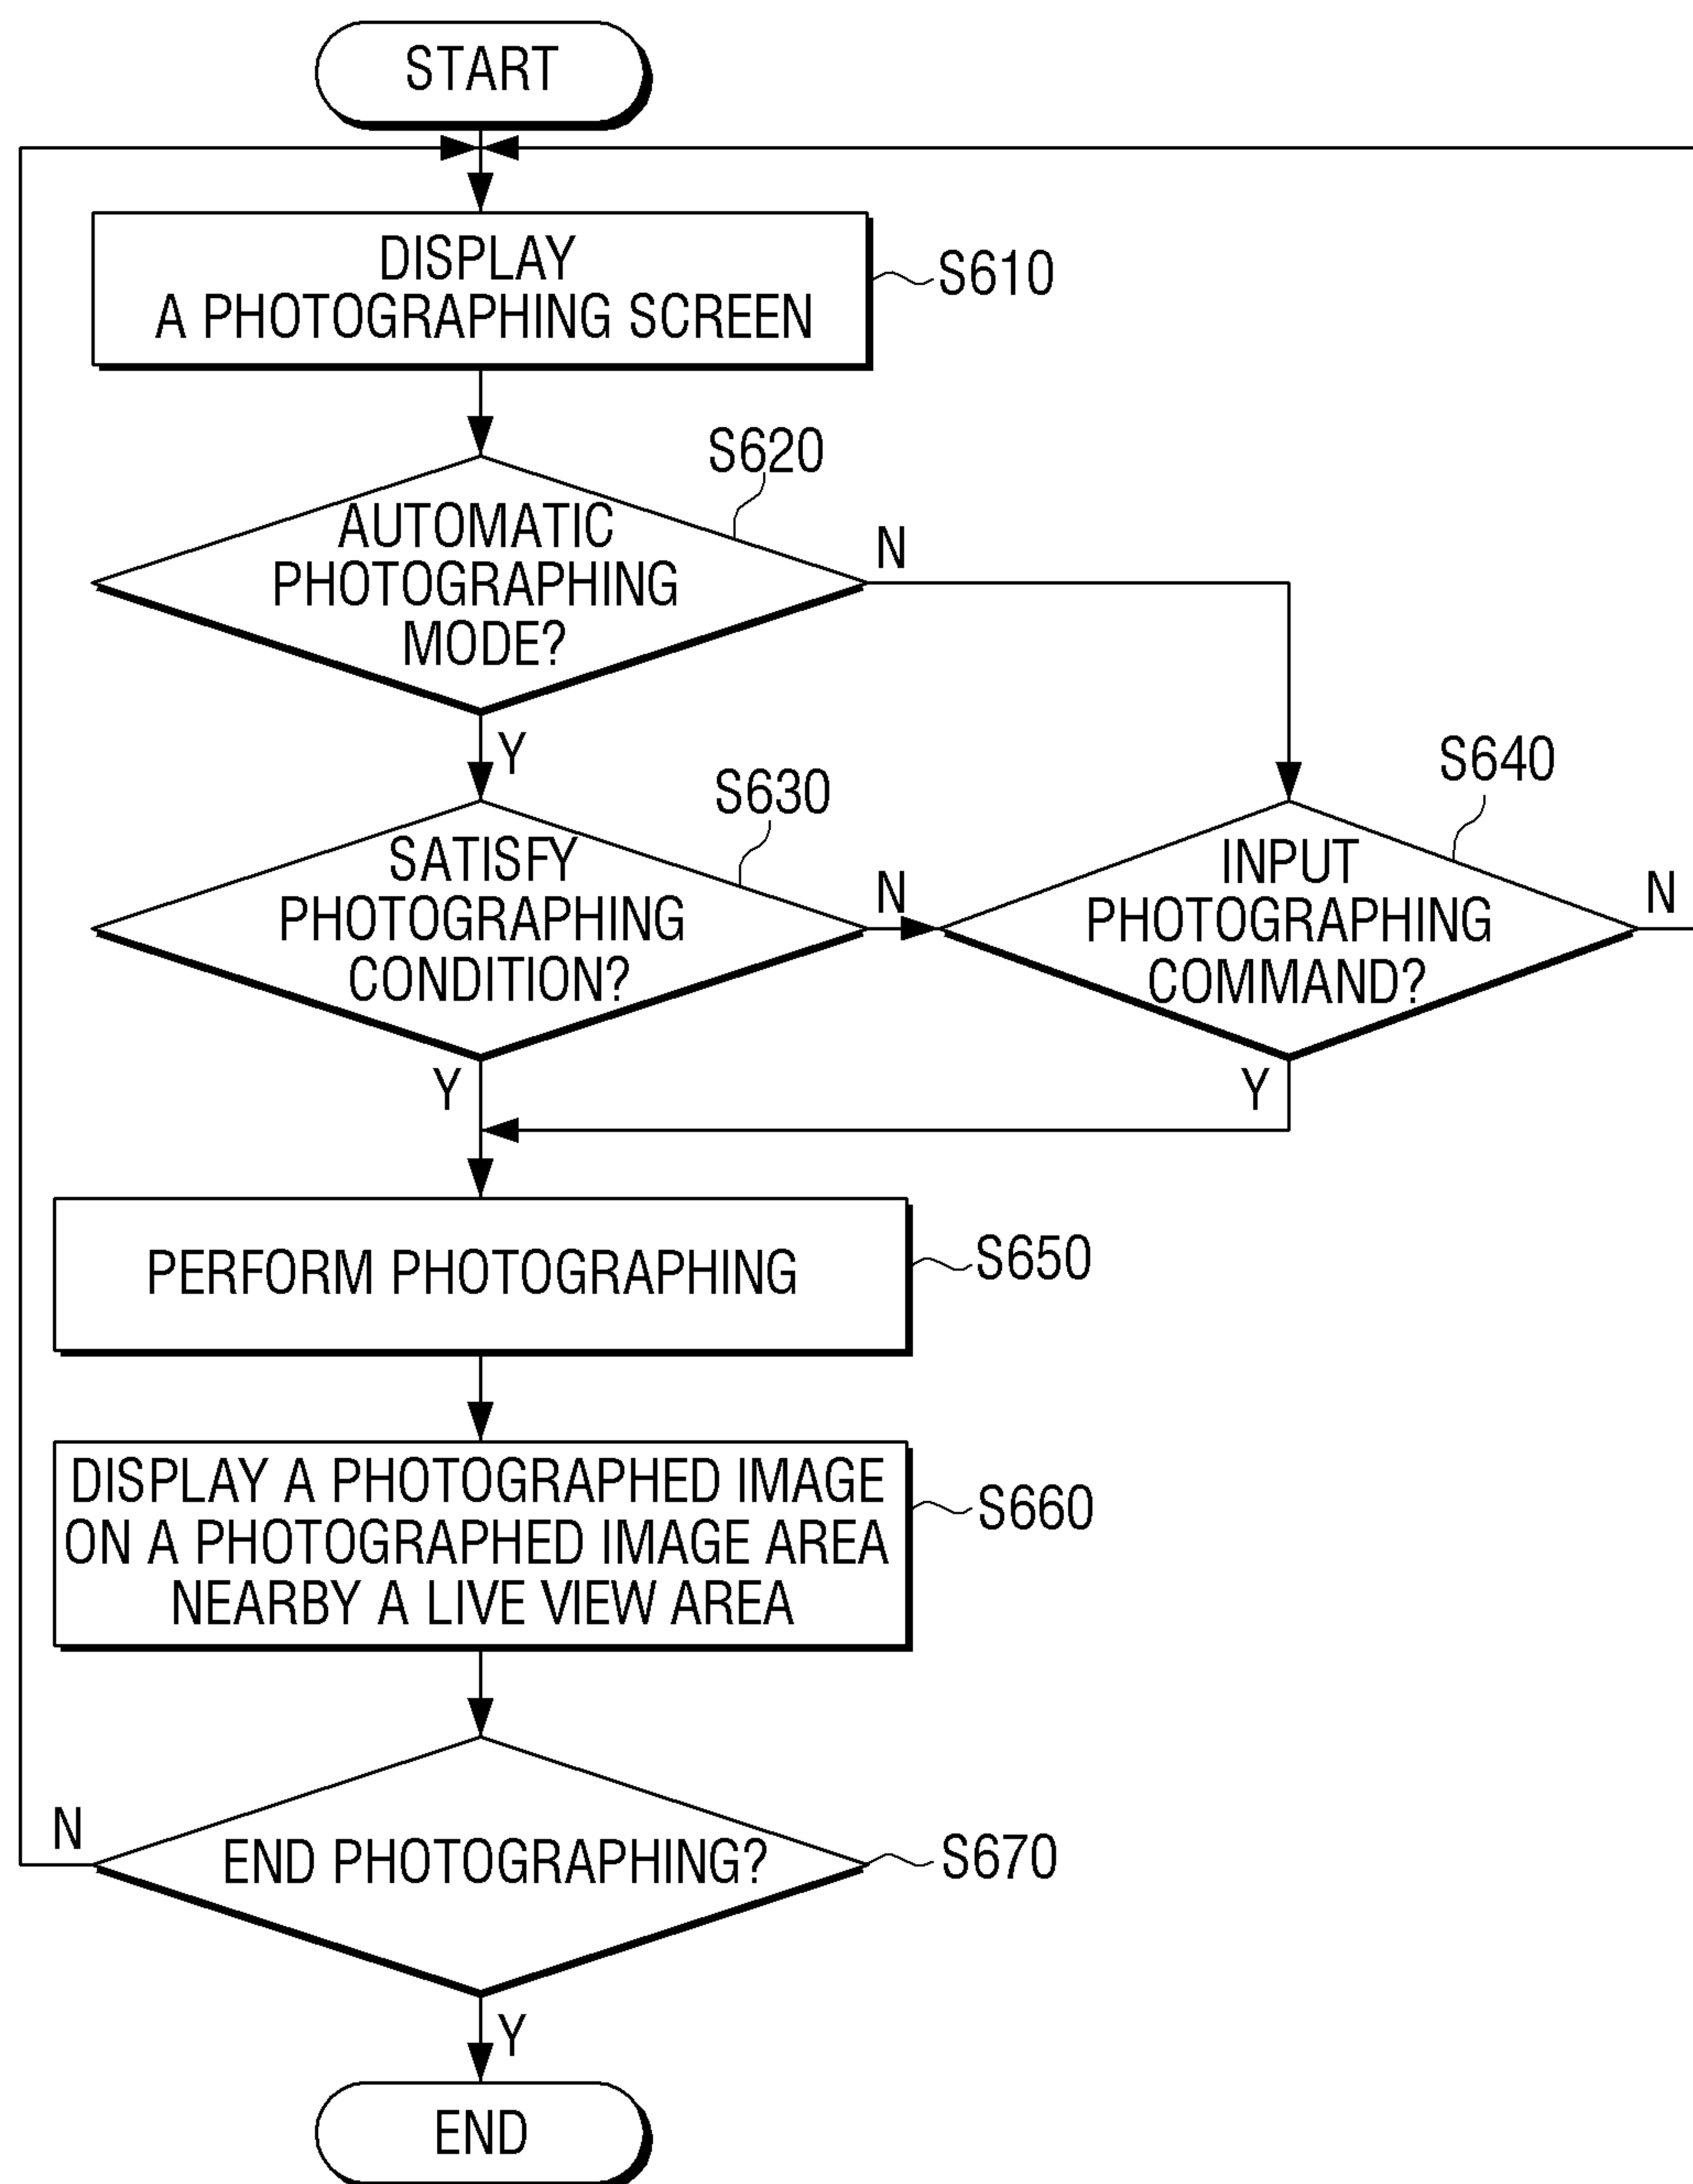 START
DISPLAY
A PHOTOGRAPHING SCREEN
S610
S620
AUTOMATIC
PHOTOGRAPHING
MODE?
N
Y
S630
SATISFY
PHOTOGRAPHING
CONDITION?
N
Y
S640
INPUT
PHOTOGRAPHING
COMMAND?
N
Y
PERFORM PHOTOGRAPHING
S650
DISPLAY A PHOTOGRAPHED IMAGE
ON A PHOTOGRAPHED IMAGE AREA
NEARBY A LIVE VIEW AREA
S660
N
END PHOTOGRAPHING?
S670
Y
END